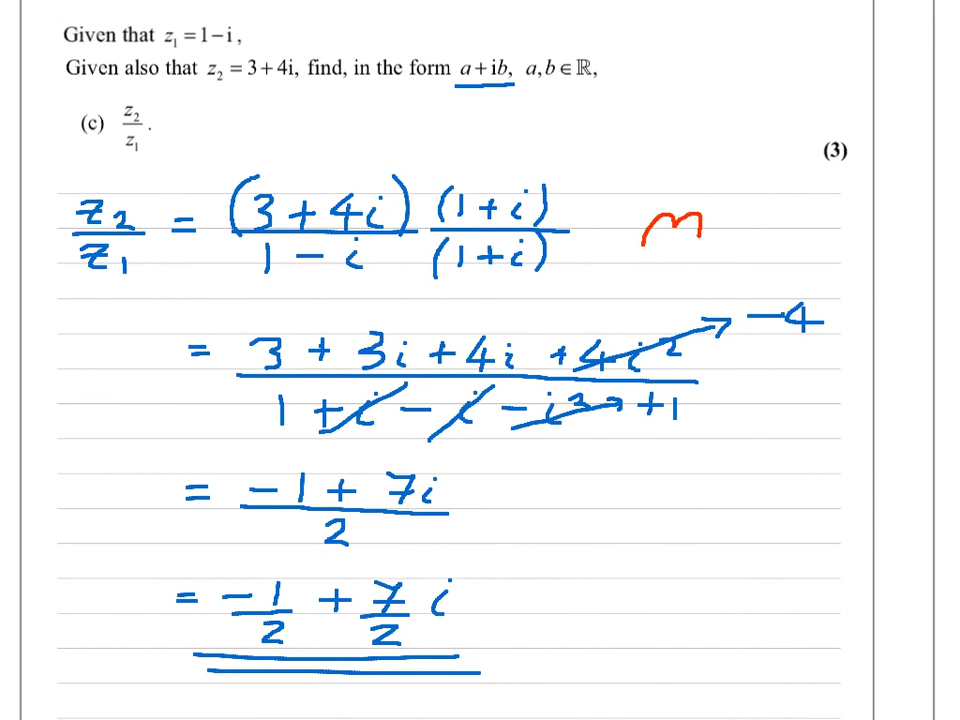 Given that z₁ = 1 − i,
Given also that z₂ = 3 + 4i, find, in the form a + ib, a, b ∈ ℝ,
(c) z₂/z₁.
(3)
z₂/z₁ = (3 + 4i)/(1 − i) (1 + i)/(1 + i) M
= (3 + 3i + 4i + 4i²)/(1 + i − i − i²) → −4 → +1
= (−1 + 7i)/2
= −1/2 + 7/2 i